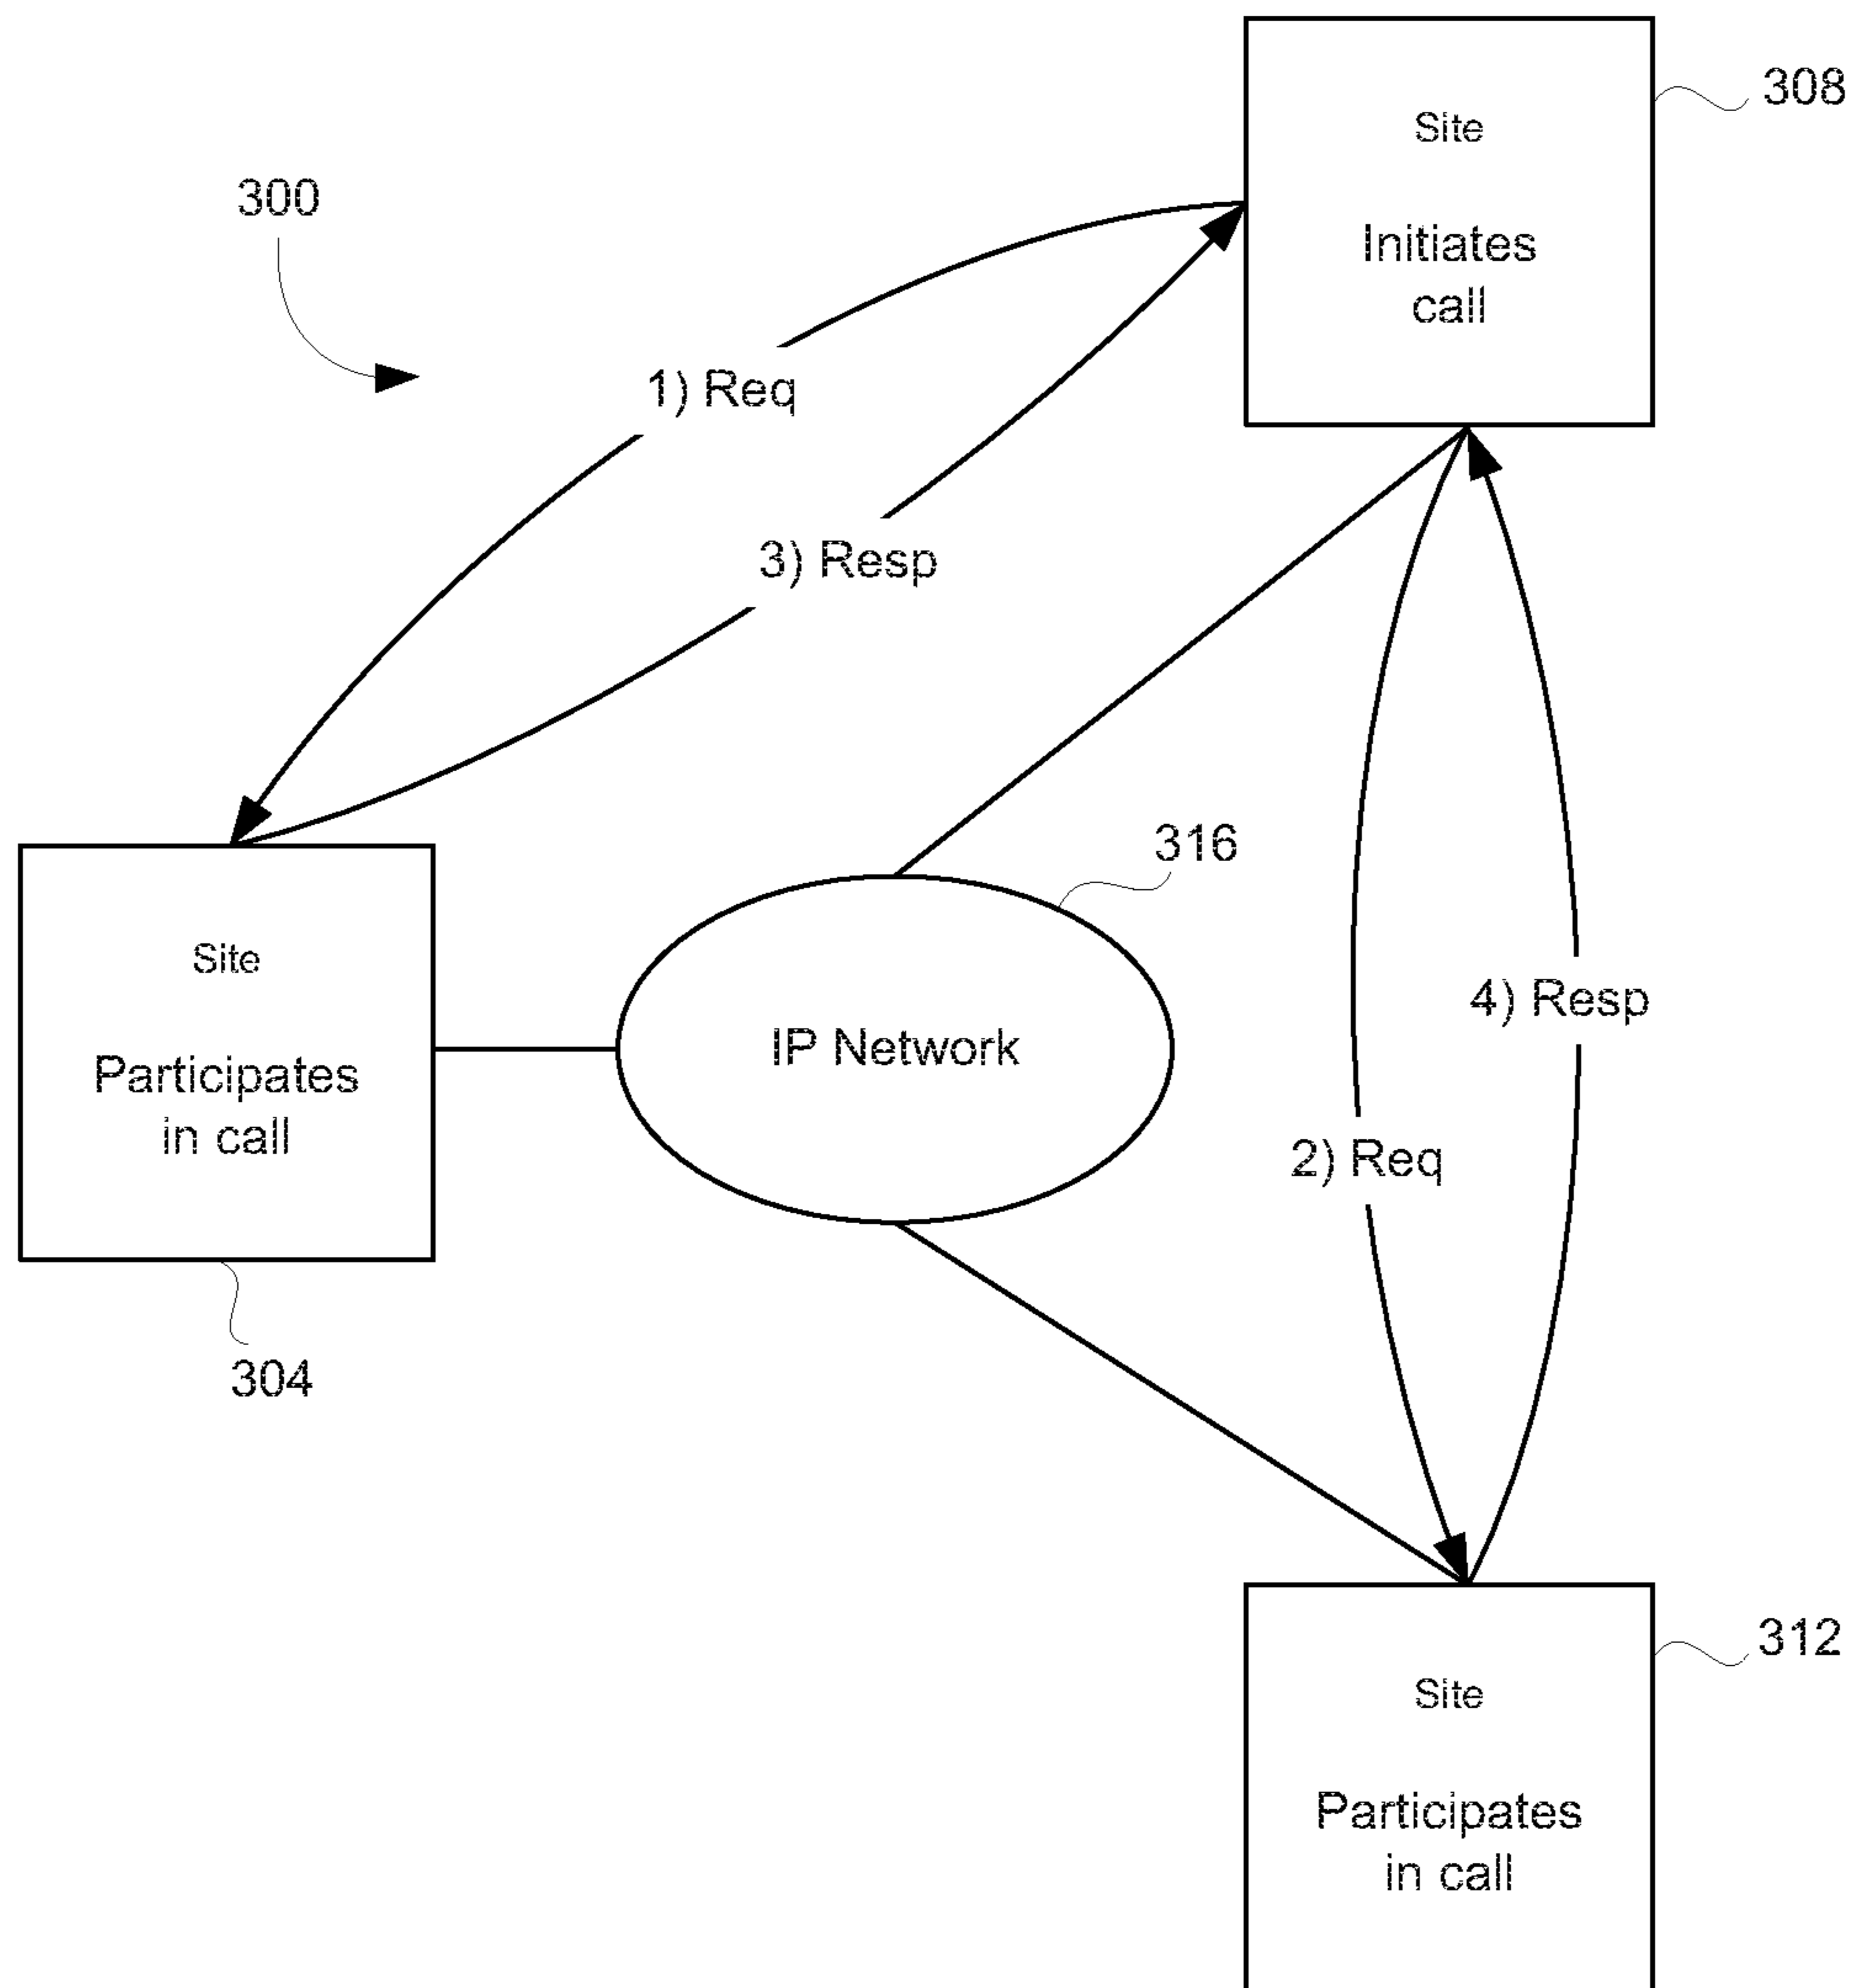 308
Site
Initiates
call
300
1) Req
3) Resp
316
Site
Participates
in call
IP Network
4) Resp
2) Req
304
312
Site
Participates
in call